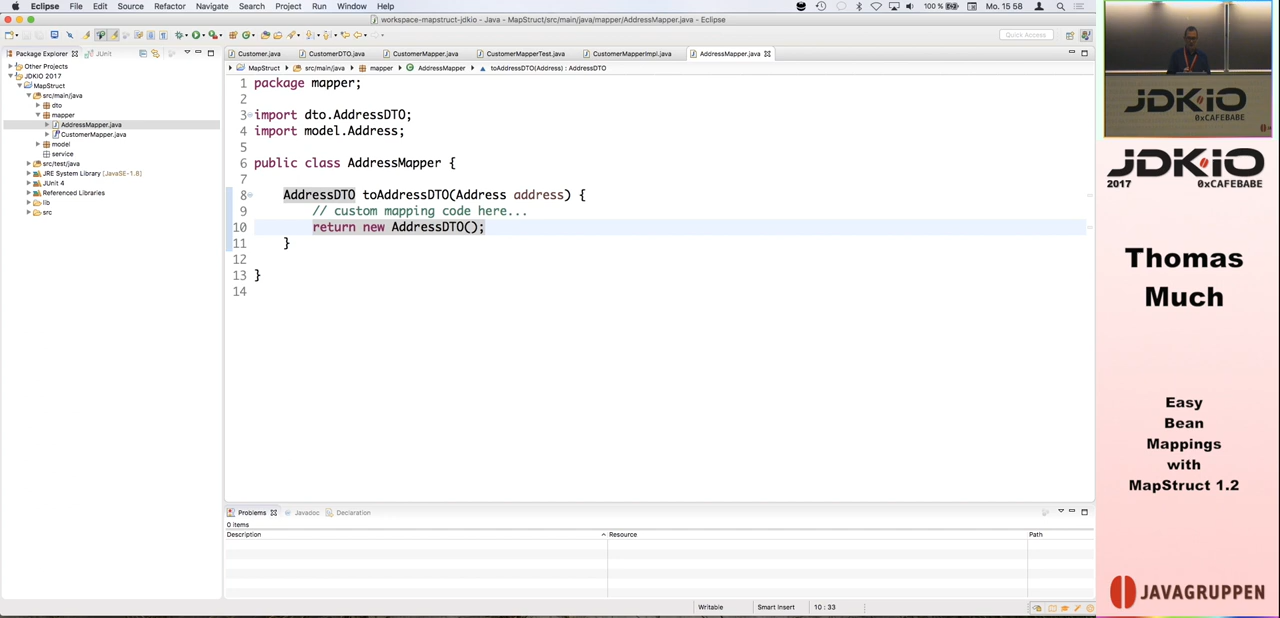 Eclipse File Edit Source Refactor Navigate Search Project Run Window Help 100 % Mo. 15 58
workspace-mapstruct-jdkio - Java - MapStruct/src/main/java/mapper/AddressMapper.java - Eclipse
Quick Access
Package Explorer JUnit
Other Projects
JDKIO 2017
MapStruct
src/main/java
dto
mapper
AddressMapper.java
CustomerMapper.java
model
service
src/test/java
JRE System Library [JavaSE-1.8]
JUnit 4
Referenced Libraries
lib
src
Customer.java CustomerDTO.java CustomerMapper.java CustomerMapperTest.java CustomerMapperImpl.java AddressMapper.java
MapStruct src/main/java mapper AddressMapper toAddressDTO(Address) : AddressDTO
1 package mapper;
2
3 import dto.AddressDTO;
4 import model.Address;
5
6 public class AddressMapper {
7
8 AddressDTO toAddressDTO(Address address) {
9 // custom mapping code here...
10 return new AddressDTO();
11 }
12
13 }
14
Problems Javadoc Declaration
0 items
Description Resource Path
Writable Smart Insert 10 : 33
JDKIO
0xCAFEBABE
JDKIO
2017 0xCAFEBABE
Thomas
Much
Easy
Bean
Mappings
with
MapStruct 1.2
JAVAGRUPPEN